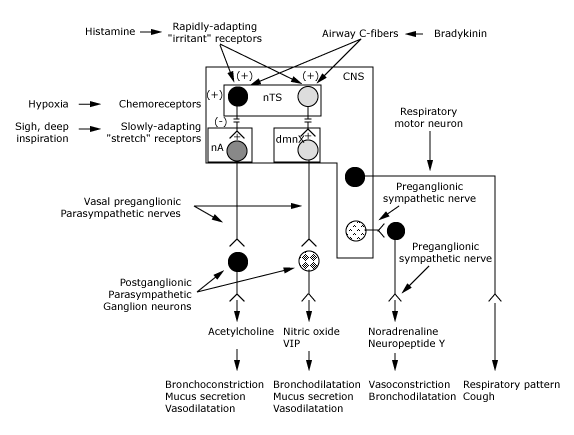 Histamine
Rapidly-adapting
"irritant" receptors
Airway C-fibers
Bradykinin
CNS
(+)
(+)
(+)
nTS
Hypoxia
Chemoreceptors
(-)
Sigh, deep
inspiration
Slowly-adapting
"stretch" receptors
nA
dmnX
Respiratory
motor neuron
Preganglionic
sympathetic nerve
Vasal preganglionic
Parasympathetic nerves
Preganglionic
sympathetic nerve
Postganglionic
Parasympathetic
Ganglion neurons
Acetylcholine
Nitric oxide
VIP
Noradrenaline
Neuropeptide Y
Bronchoconstriction
Mucus secretion
Vasodilatation
Bronchodilatation
Mucus secretion
Vasodilatation
Vasoconstriction
Bronchodilatation
Respiratory pattern
Cough